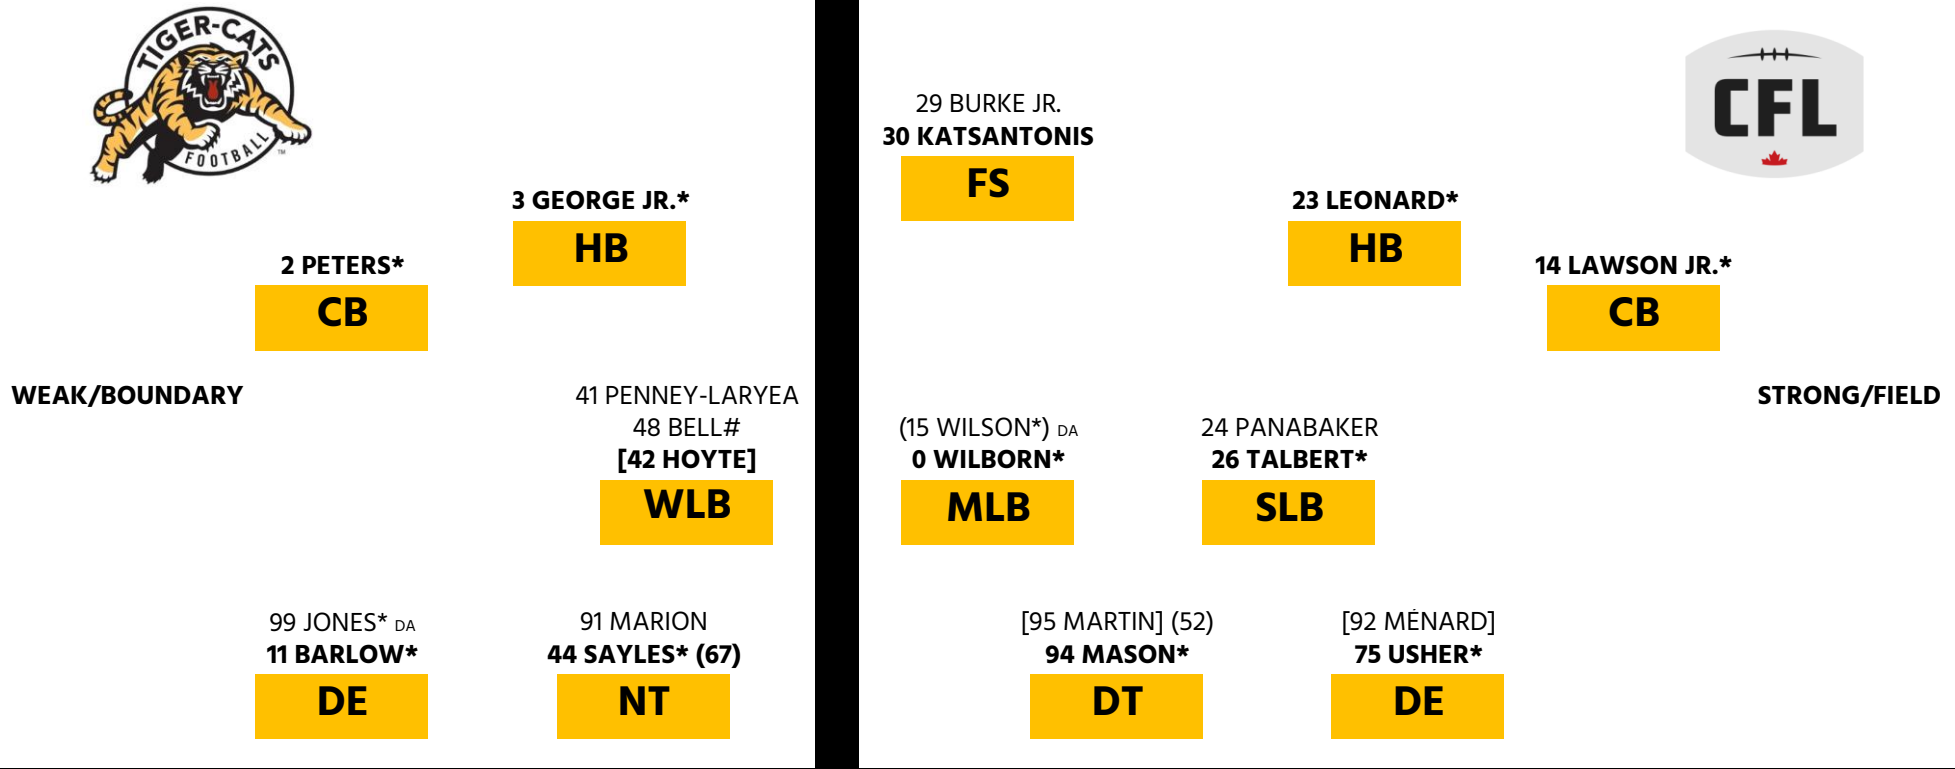 TIGER-CATS
FOOTBALL
TM
CFL
29 BURKE JR.
30 KATSANTONIS
FS
3 GEORGE JR.*
HB
23 LEONARD*
HB
2 PETERS*
CB
14 LAWSON JR.*
CB
WEAK/BOUNDARY
STRONG/FIELD
41 PENNEY-LARYEA
48 BELL#
[42 HOYTE]
WLB
(15 WILSON*) DA
0 WILBORN*
MLB
24 PANABAKER
26 TALBERT*
SLB
99 JONES* DA
11 BARLOW*
DE
91 MARION
44 SAYLES* (67)
NT
[95 MARTIN] (52)
94 MASON*
DT
[92 MÉNARD]
75 USHER*
DE